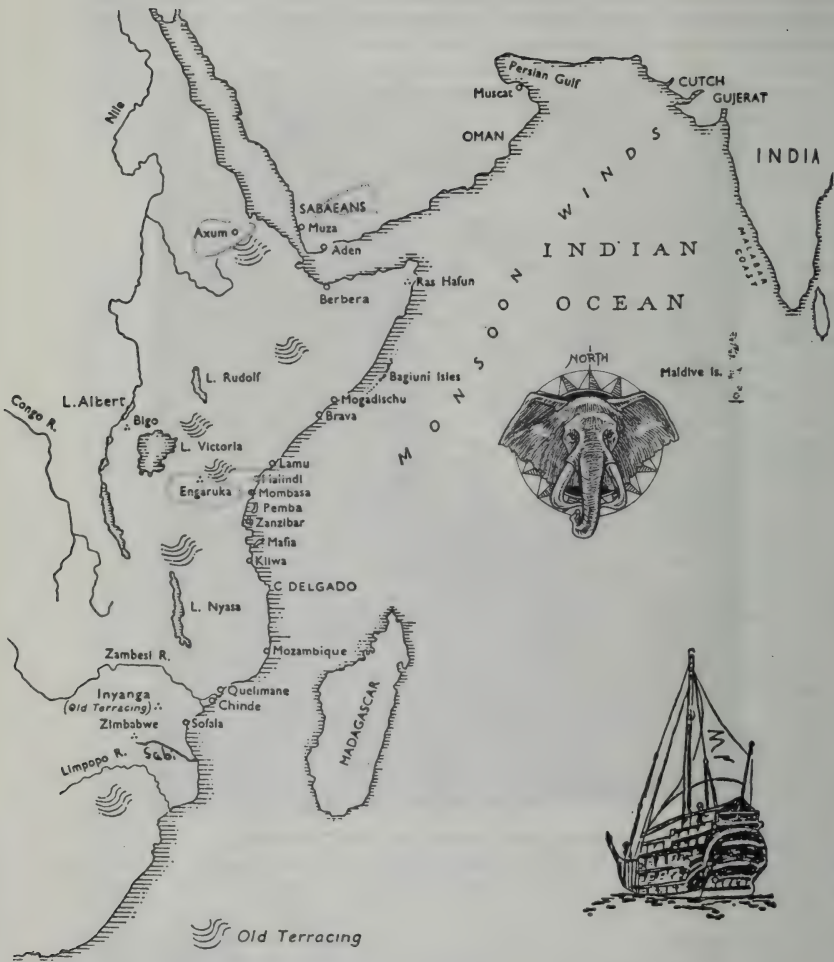 Persian Gulf
Muscat
CUTCH
GUJERAT
OMAN
INDIA
Nile
SABAEANS
Muza
Axum
Aden
MONSOON WINDS
INDIAN
OCEAN
MALABAR
COAST
Berbera
Ras Hafun
NORTH
Maldive Is.
L. Rudolf
Bagiuni Isles
L. Albert
Congo R.
Mogadischu
Brava
Bigo
L. Victoria
Lamu
Engaruka
Mombasa
Pemba
Zanzibar
Mafia
Kilwa
C DELGADO
L. Nyasa
Mozambique
Zambesi R.
Quelimane
Chinde
Inyanga
(Old Terracing)
Zimbabwe
Sofala
Sabi
Limpopo R.
MADAGASCAR
Old Terracing